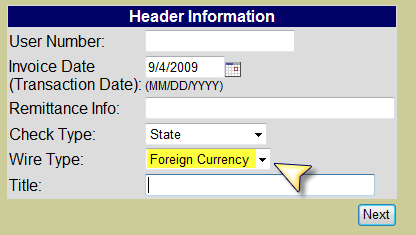 Header Information
User Number:
Invoice Date 9/4/2009
(Transaction Date): (MM/DD/YYYY)
Remittance Info:
Check Type: State
Wire Type: Foreign Currency
Title:
Next